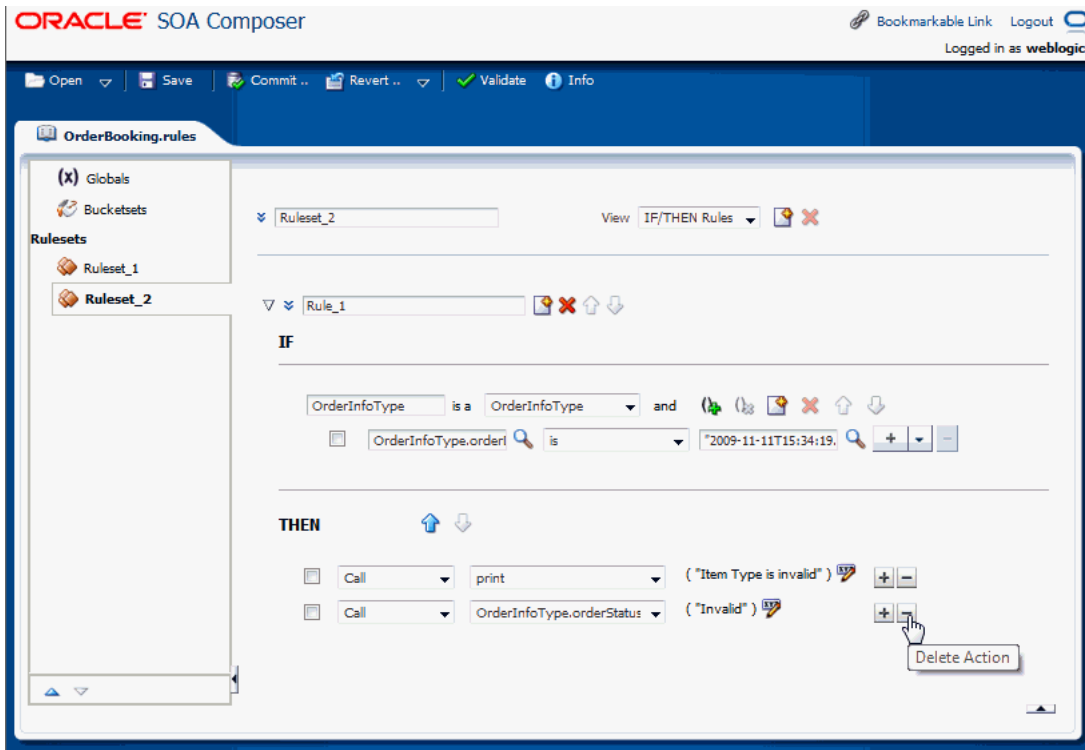 ORACLE SOA Composer
Bookmarkable Link Logout
Logged in as weblogic
Open Save Commit .. Revert .. Validate Info
OrderBooking.rules
(x) Globals
Bucketsets
Ruleset_2 View IF/THEN Rules
Rulesets
Ruleset_1
Ruleset_2
Rule_1
IF
OrderInfoType is a OrderInfoType and
OrderInfoType.orderI is "2009-11-11T15:34:19.
THEN
Call print ( "Item Type is invalid" )
Call OrderInfoType.orderStatus ( "Invalid" )
Delete Action